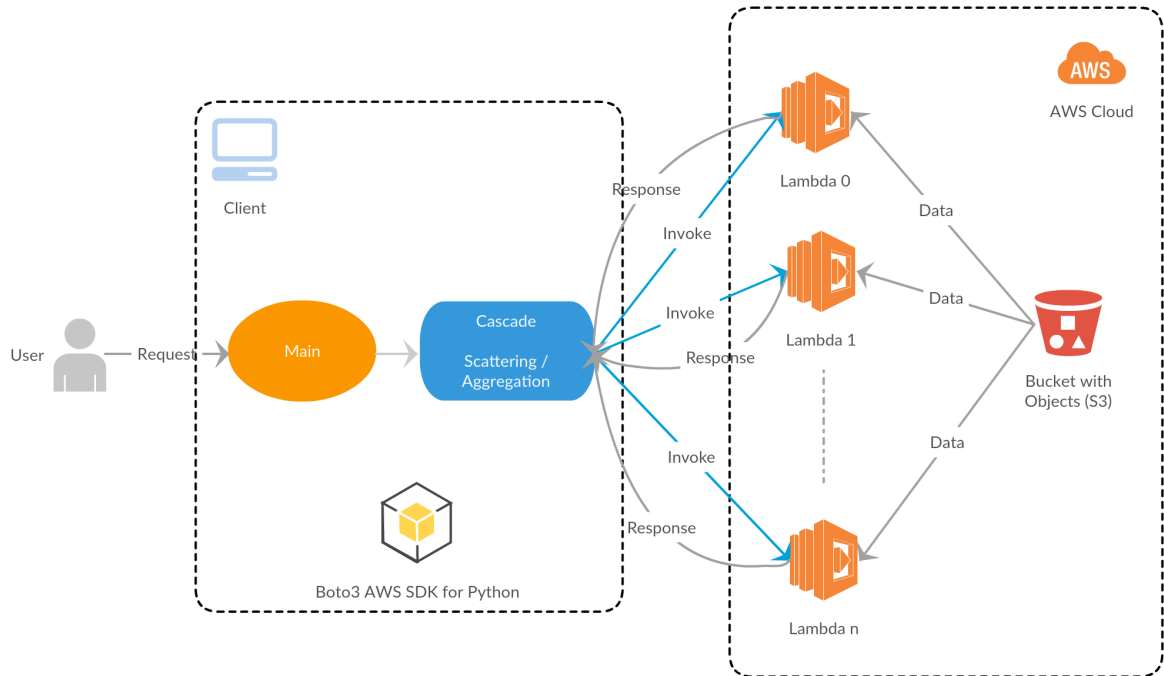 AWS
AWS Cloud
Client
User
Request
Main
Cascade
Scattering /
Aggregation
Boto3 AWS SDK for Python
Response
Invoke
Invoke
Response
Invoke
Response
Lambda 0
Lambda 1
Lambda n
Data
Data
Data
Bucket with
Objects (S3)